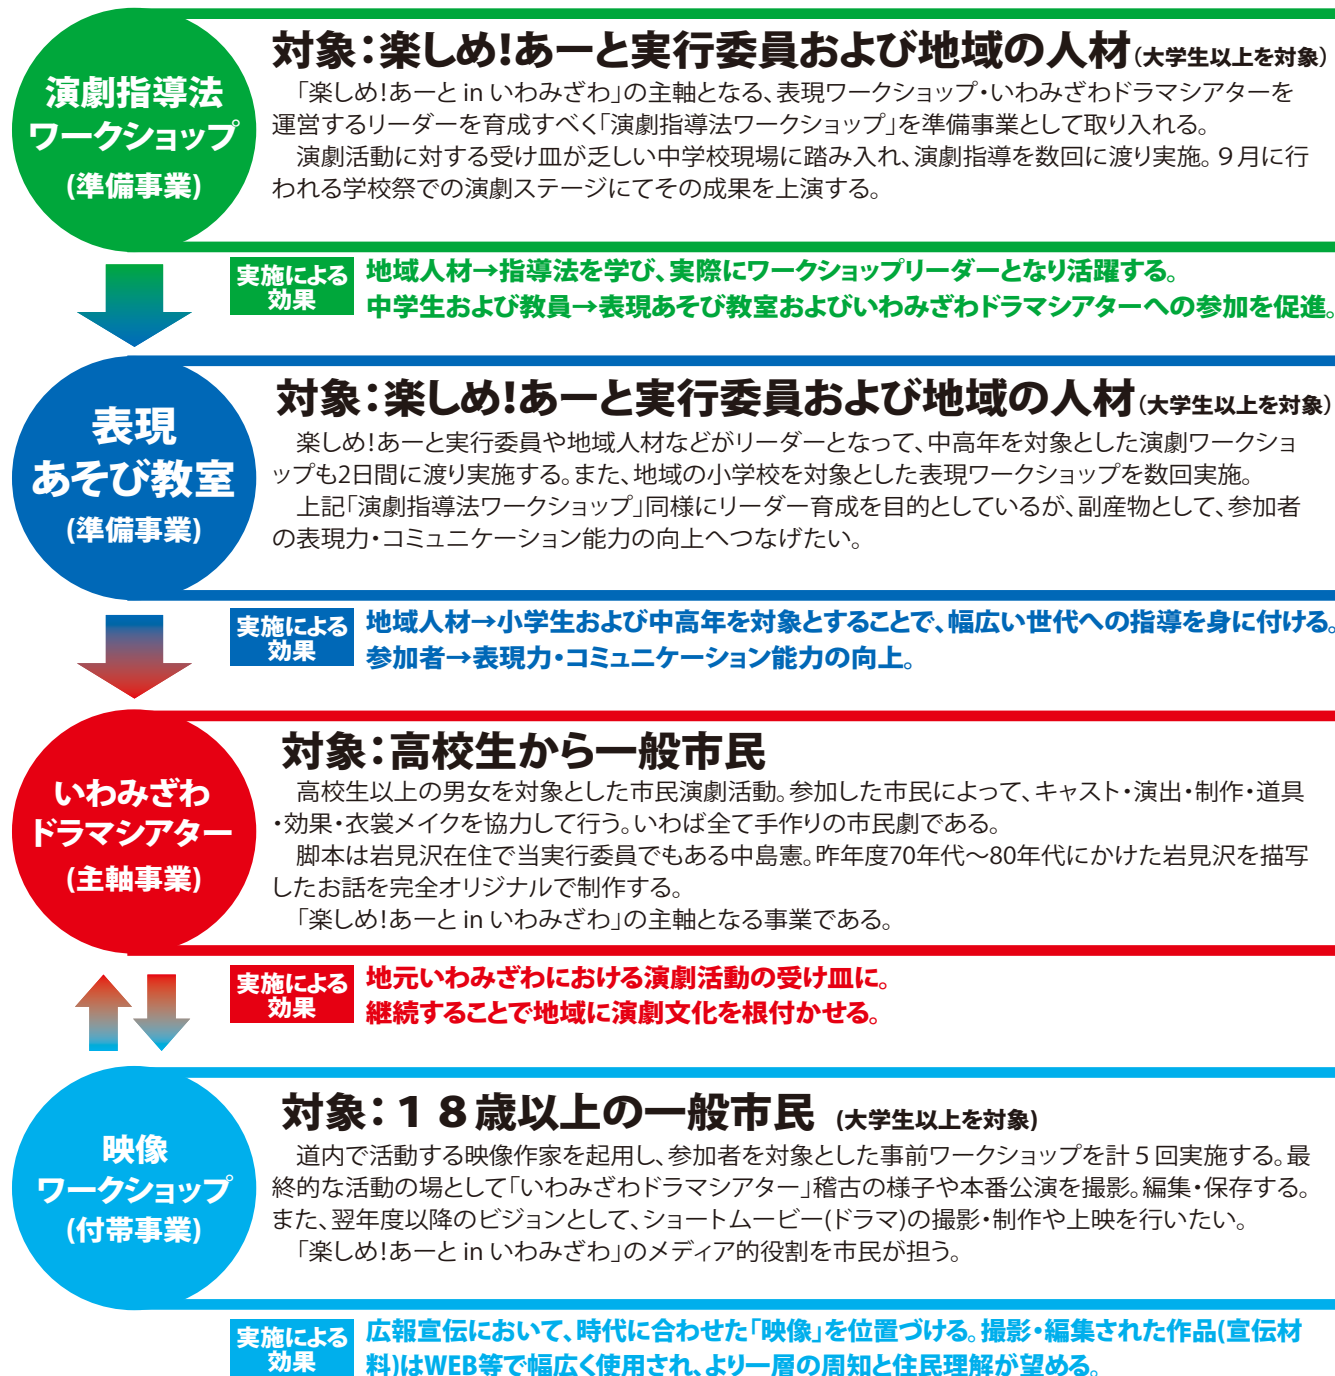 演劇指導法
ワークショップ
(準備事業)
対象：楽しめ！あーと実行委員および地域の人材(大学生以上を対象)
「楽しめ！あーと in いわみざわ」の主軸となる、表現ワークショップ・いわみざわドラマシアターを
運営するリーダーを育成すべく「演劇指導法ワークショップ」を準備事業として取り入れる。
演劇活動に対する受け皿が乏しい中学校現場に踏み入れ、演劇指導を数回に渡り実施。９月に行
われる学校祭での演劇ステージにてその成果を上演する。
実施による
効果
地域人材→指導法を学び、実際にワークショップリーダーとなり活躍する。
中学生および教員→表現あそび教室およびいわみざわドラマシアターへの参加を促進。
表現
あそび教室
(準備事業)
対象：楽しめ！あーと実行委員および地域の人材(大学生以上を対象)
楽しめ！あーと実行委員や地域人材などがリーダーとなって、中高年を対象とした演劇ワークショ
ップも2日間に渡り実施する。また、地域の小学校を対象とした表現ワークショップを数回実施。
上記「演劇指導法ワークショップ」同様にリーダー育成を目的としているが、副産物として、参加者
の表現力・コミュニケーション能力の向上へつなげたい。
実施による
効果
地域人材→小学生および中高年を対象とすることで、幅広い世代への指導を身に付ける。
参加者→表現力・コミュニケーション能力の向上。
いわみざわ
ドラマシアター
(主軸事業)
対象：高校生から一般市民
高校生以上の男女を対象とした市民演劇活動。参加した市民によって、キャスト・演出・制作・道具
・効果・衣裳メイクを協力して行う。いわば全て手作りの市民劇である。
脚本は岩見沢在住で当実行委員でもある中島憲。昨年度70年代～80年代にかけた岩見沢を描写
したお話を完全オリジナルで制作する。
「楽しめ！あーと in いわみざわ」の主軸となる事業である。
実施による
効果
地元いわみざわにおける演劇活動の受け皿に。
継続することで地域に演劇文化を根付かせる。
映像
ワークショップ
(付帯事業)
対象：１８歳以上の一般市民 (大学生以上を対象)
道内で活動する映像作家を起用し、参加者を対象とした事前ワークショップを計５回実施する。最
終的な活動の場として「いわみざわドラマシアター」稽古の様子や本番公演を撮影。編集・保存する。
また、翌年度以降のビジョンとして、ショートムービー(ドラマ)の撮影・制作や上映を行いたい。
「楽しめ！あーと in いわみざわ」のメディア的役割を市民が担う。
実施による
効果
広報宣伝において、時代に合わせた「映像」を位置づける。撮影・編集された作品(宣伝材
料)はWEB等で幅広く使用され、より一層の周知と住民理解が望める。